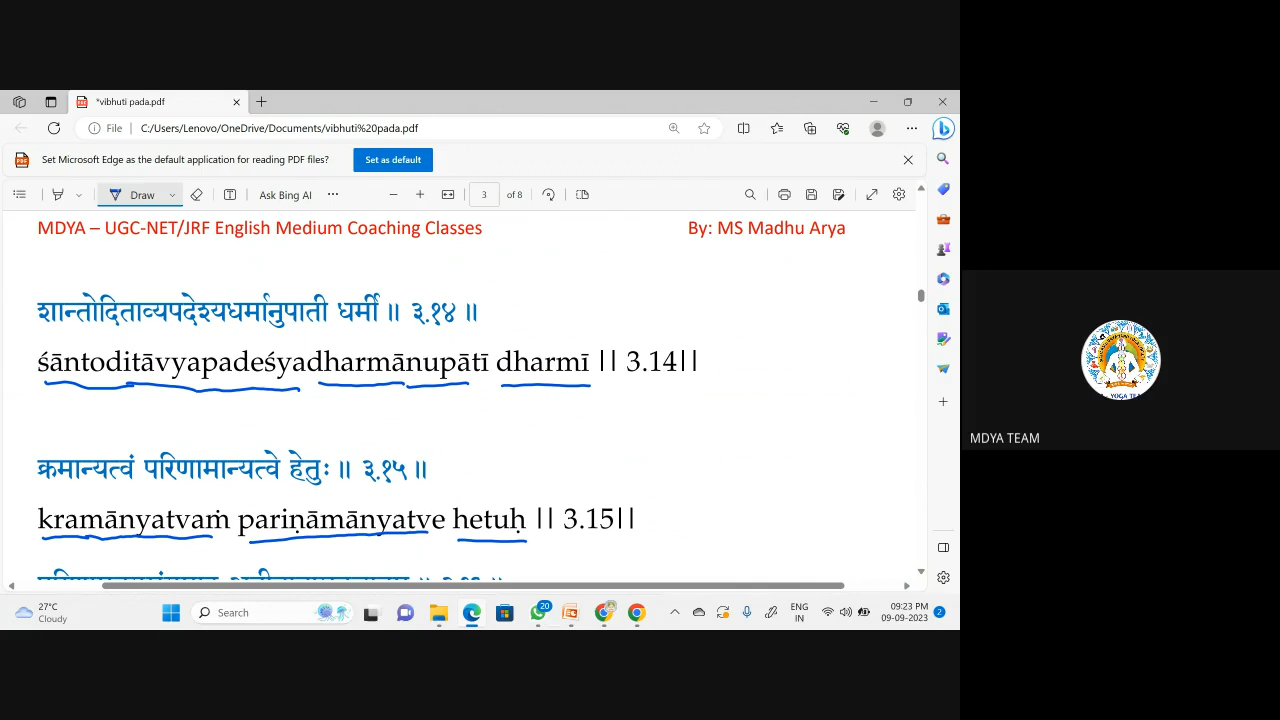 *vibhuti pada.pdf
File C:/Users/Lenovo/OneDrive/Documents/vibhuti%20pada.pdf
Set Microsoft Edge as the default application for reading PDF files? Set as default
Draw Ask Bing AI 3 of 8
MDYA – UGC-NET/JRF English Medium Coaching Classes By: MS Madhu Arya
शान्तोदिताव्यपदेश्यधर्मानुपाती धर्मी ॥ ३.१४ ॥
śāntoditāvyapadeśyadharmānupātī dharmī || 3.14||
क्रमान्यत्वं परिणामान्यत्वे हेतुः ॥ ३.१५ ॥
kramānyatvaṁ pariṇāmānyatve hetuḥ || 3.15||
MDYA TEAM
27°C
Cloudy
Search
20
ENG
IN
09:23 PM
09-09-2023
2